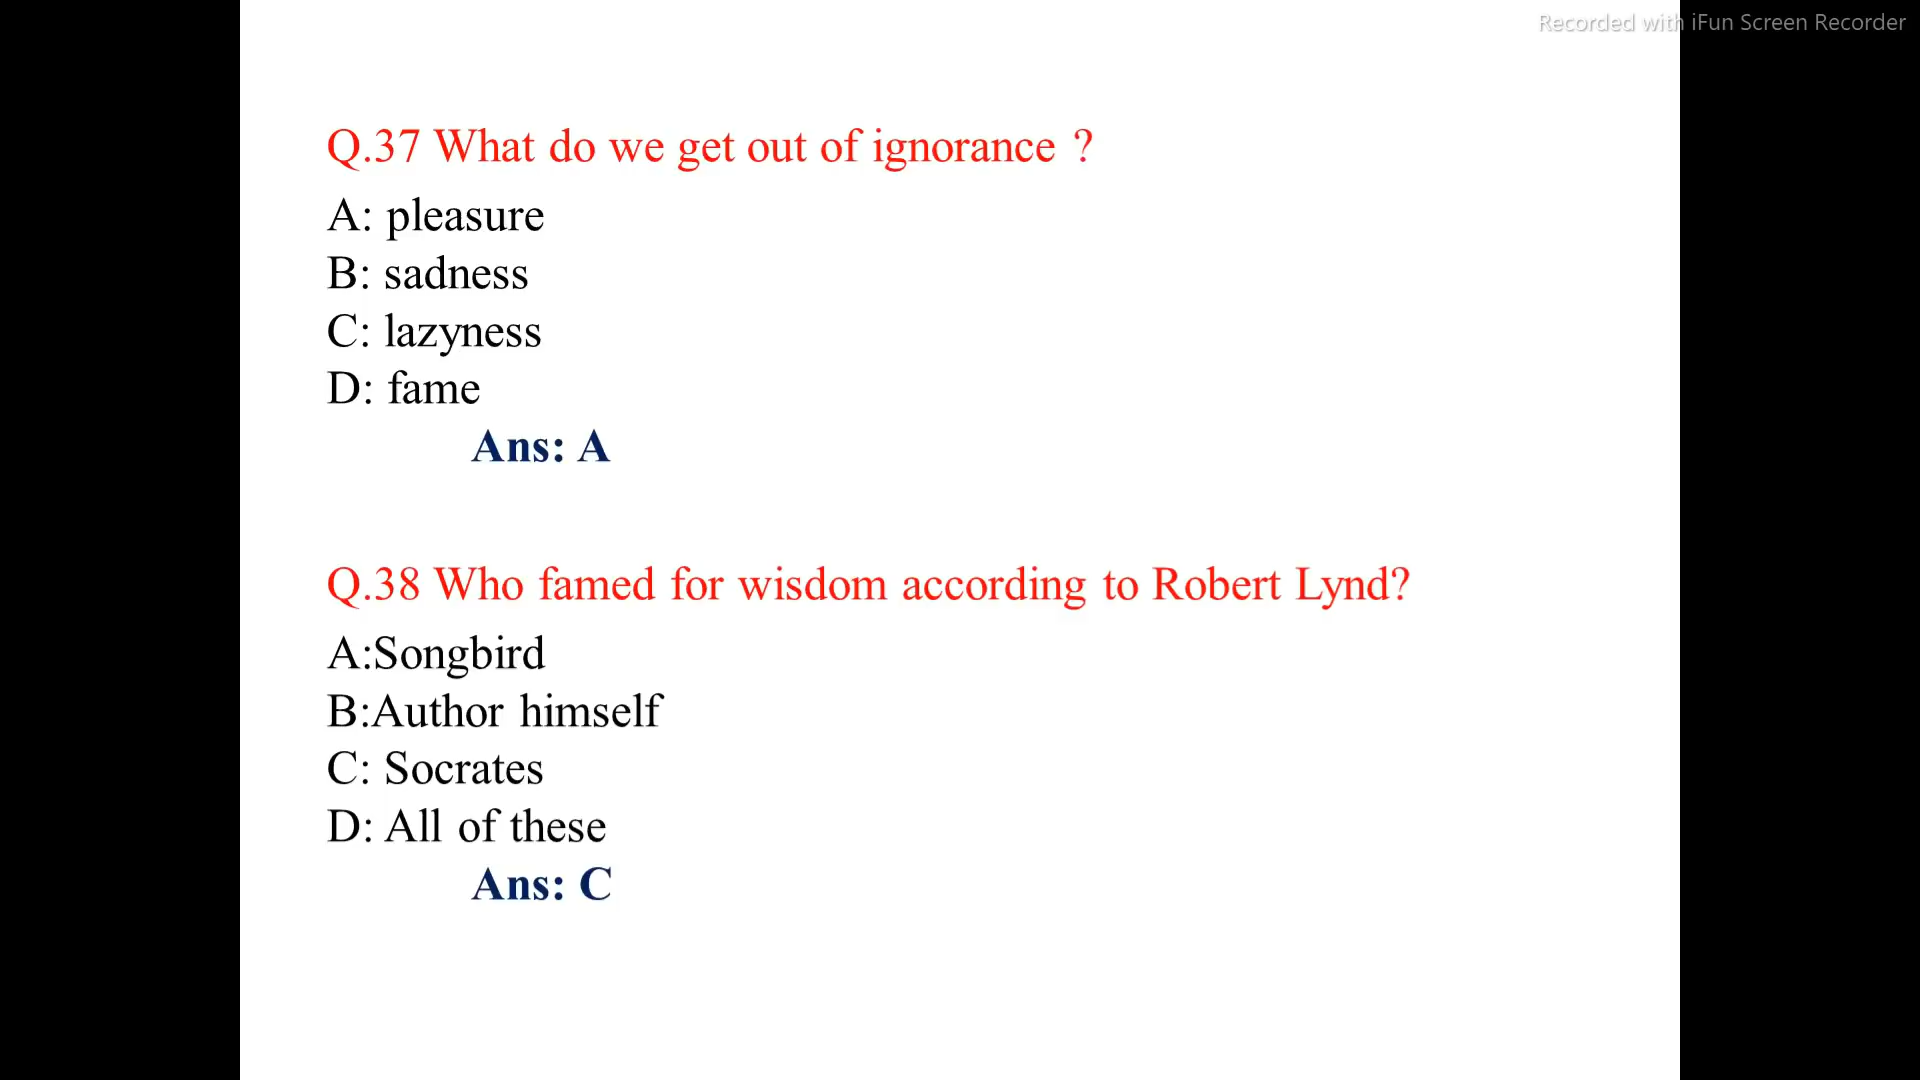 Recorded with iFun Screen Recorder
Q.37 What do we get out of ignorance ?
A: pleasure
B: sadness
C: lazyness
D: fame
Ans: A
Q.38 Who famed for wisdom according to Robert Lynd?
A:Songbird
B:Author himself
C: Socrates
D: All of these
Ans: C